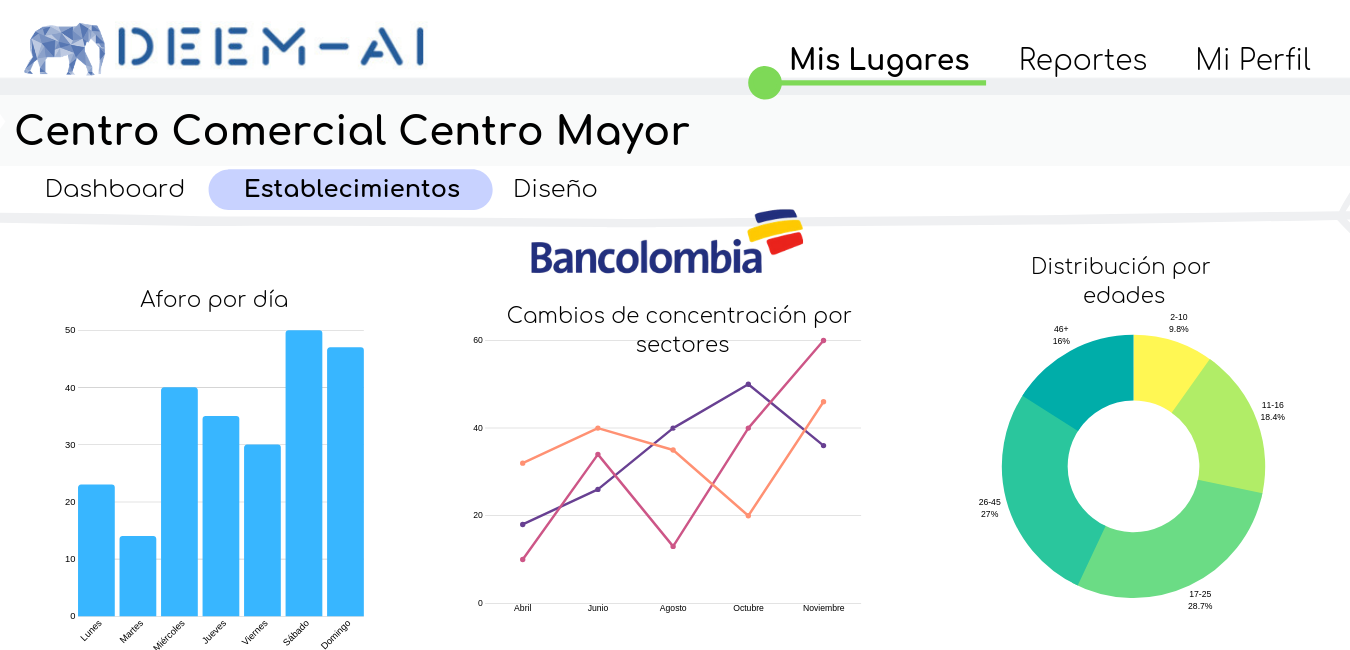 DEEM-AI
Mis Lugares
Reportes
Mi Perfil
Centro Comercial Centro Mayor
Dashboard
Establecimientos
Diseño
Bancolombia
Aforo por día
50
40
30
20
10
0
Lunes
Martes
Miércoles
Jueves
Viernes
Sábado
Domingo
Cambios de concentración por
sectores
60
40
20
0
Abril
Junio
Agosto
Octubre
Noviembre
Distribución por
edades
2-10
9.8%
11-16
18.4%
17-25
28.7%
26-45
27%
46+
16%